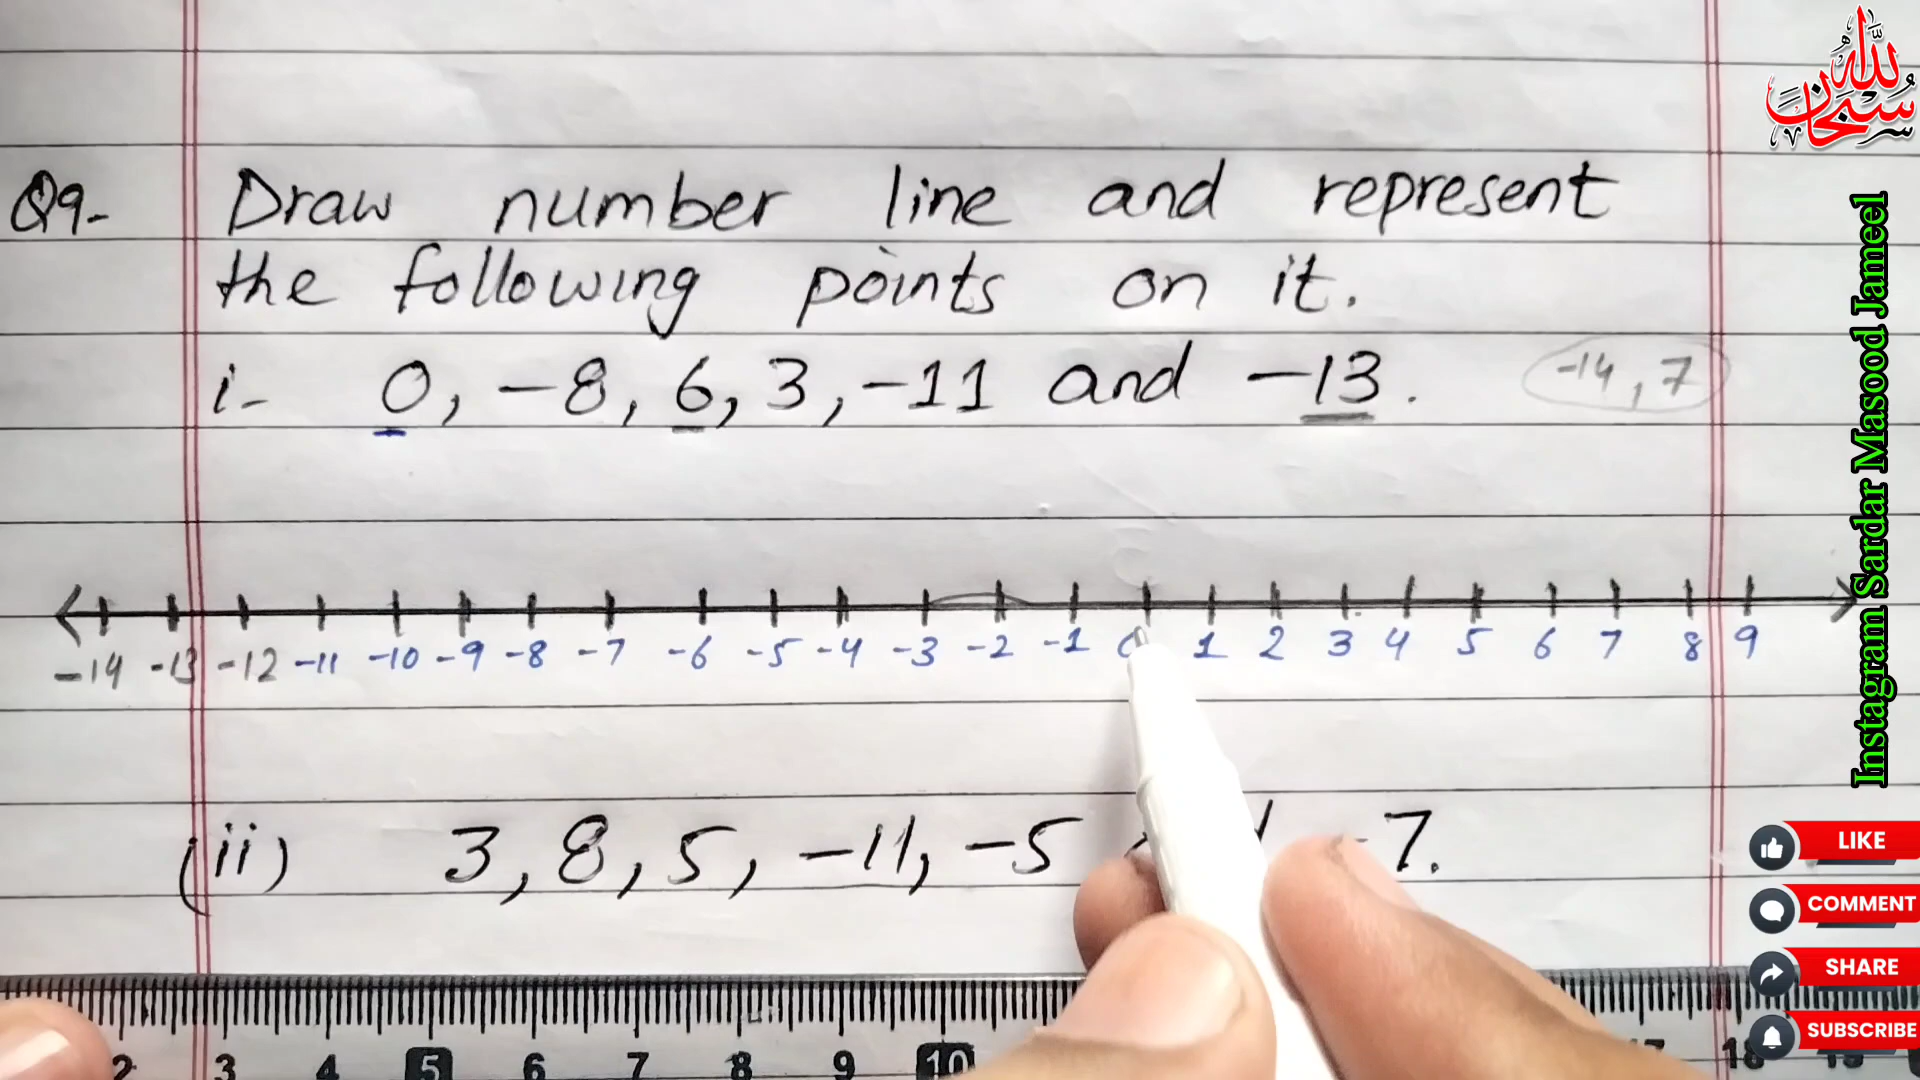 Q9- Draw number line and represent
the following points on it.
i- 0, -8, 6, 3, -11 and -13.
-14, 7
-14 -13 -12 -11 -10 -9 -8 -7 -6 -5 -4 -3 -2 -1 0 1 2 3 4 5 6 7 8 9
(ii) 3, 8, 5, -11, -5 -7.
2 3 4 5 6 7 8 9 10 17 18 19
سبحان الله
Instagram Sardar Masood Jameel
LIKE
COMMENT
SHARE
SUBSCRIBE